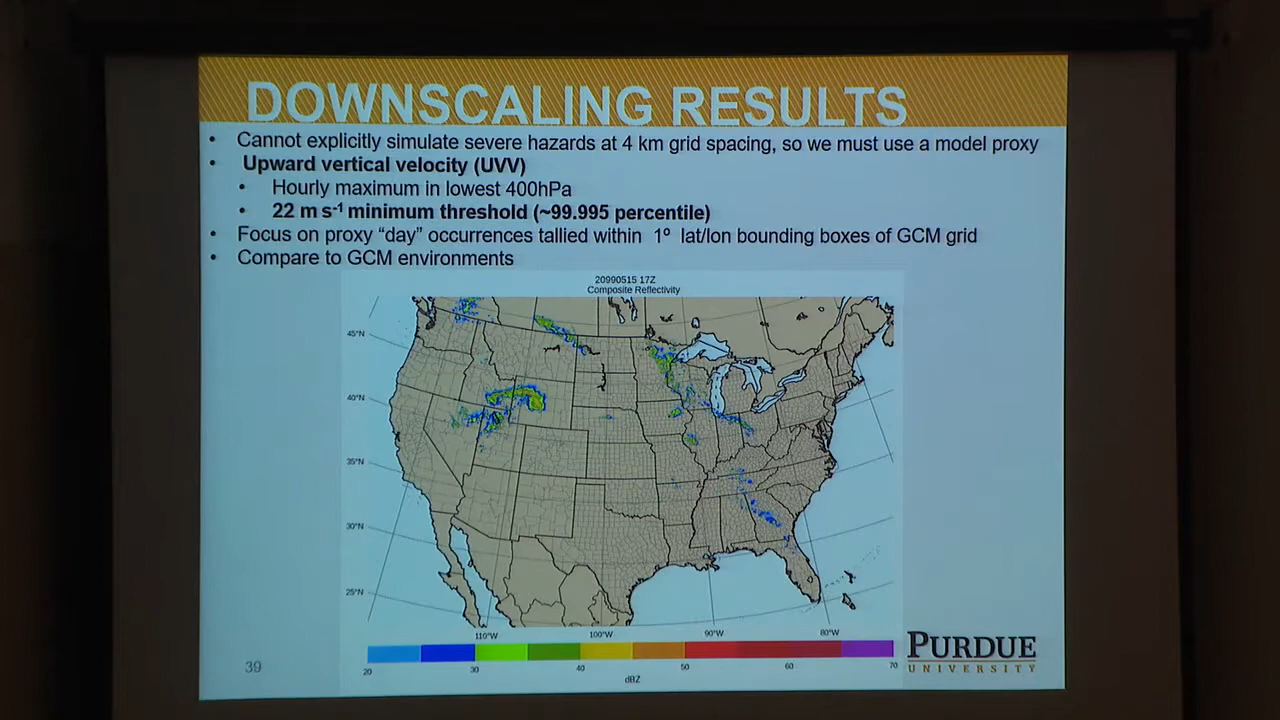 DOWNSCALING RESULTS
• Cannot explicitly simulate severe hazards at 4 km grid spacing, so we must use a model proxy
• Upward vertical velocity (UVV)
• Hourly maximum in lowest 400hPa
• 22 m s-1 minimum threshold (~99.995 percentile)
• Focus on proxy “day” occurrences tallied within 1º lat/lon bounding boxes of GCM grid
• Compare to GCM environments
20990515 17Z
Composite Reflectivity
45°N
40°N
35°N
30°N
25°N
110°W 100°W 90°W 80°W
20 30 40 50 60 70
dBZ
39
PURDUE
UNIVERSITY